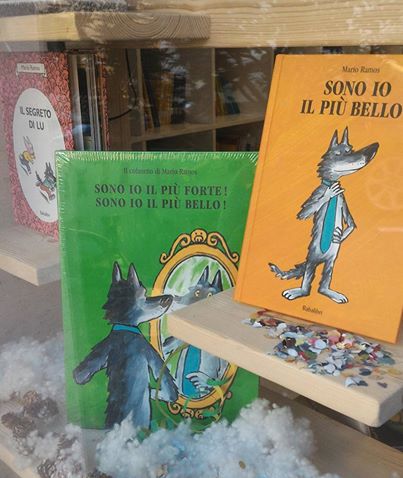 Mario Ramos
IL SEGRETO
DI LU
Babalibri
Il cofanetto di Mario Ramos
SONO IO IL PIÙ FORTE!
SONO IO IL PIÙ BELLO!
Mario Ramos
SONO IO
IL PIÙ BELLO
Babalibri